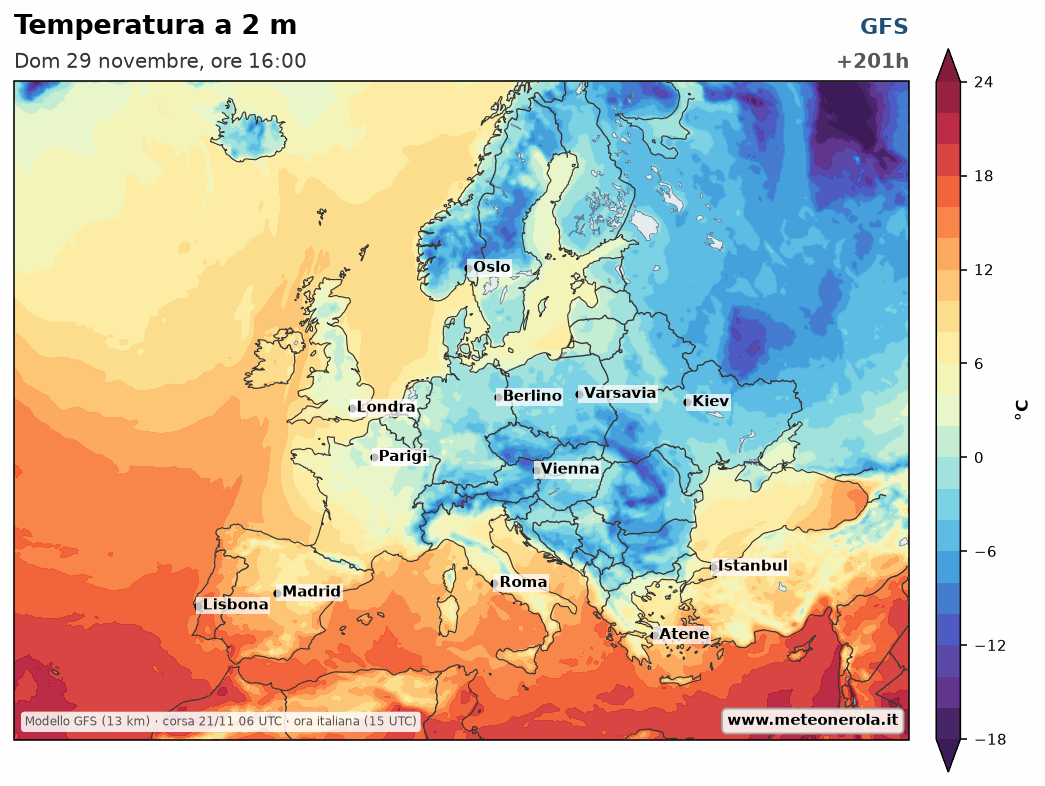 Temperatura a 2 m
GFS
Dom 29 novembre, ore 16:00
+201h
24
18
12
6
0
−6
−12
−18
°C
Oslo
Berlino
Varsavia
Kiev
Londra
Parigi
Vienna
Istanbul
Roma
Madrid
Lisbona
Atene
Modello GFS (13 km) · corsa 21/11 06 UTC · ora italiana (15 UTC)
www.meteonerola.it